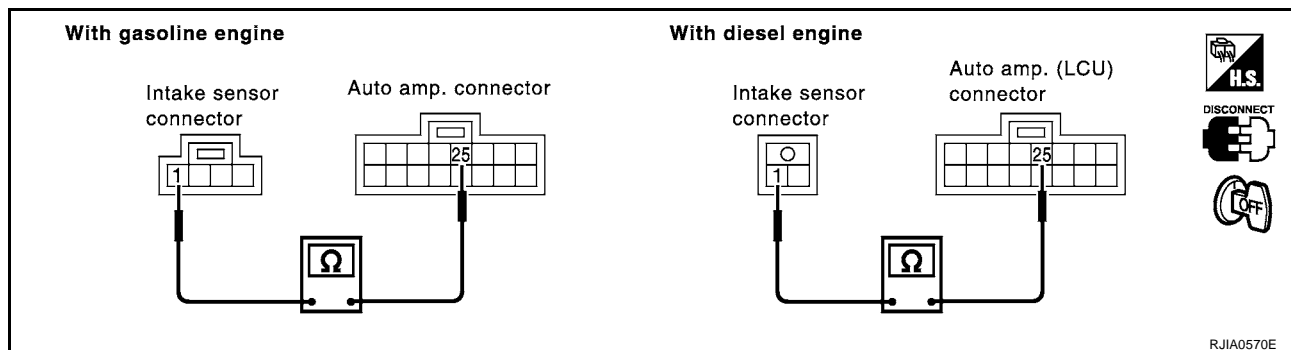 With gasoline engine
Intake sensor
connector
Auto amp. connector
1
25
Ω
With diesel engine
Intake sensor
connector
Auto amp. (LCU)
connector
1
25
Ω
H.S.
DISCONNECT
OFF
RJIA0570E